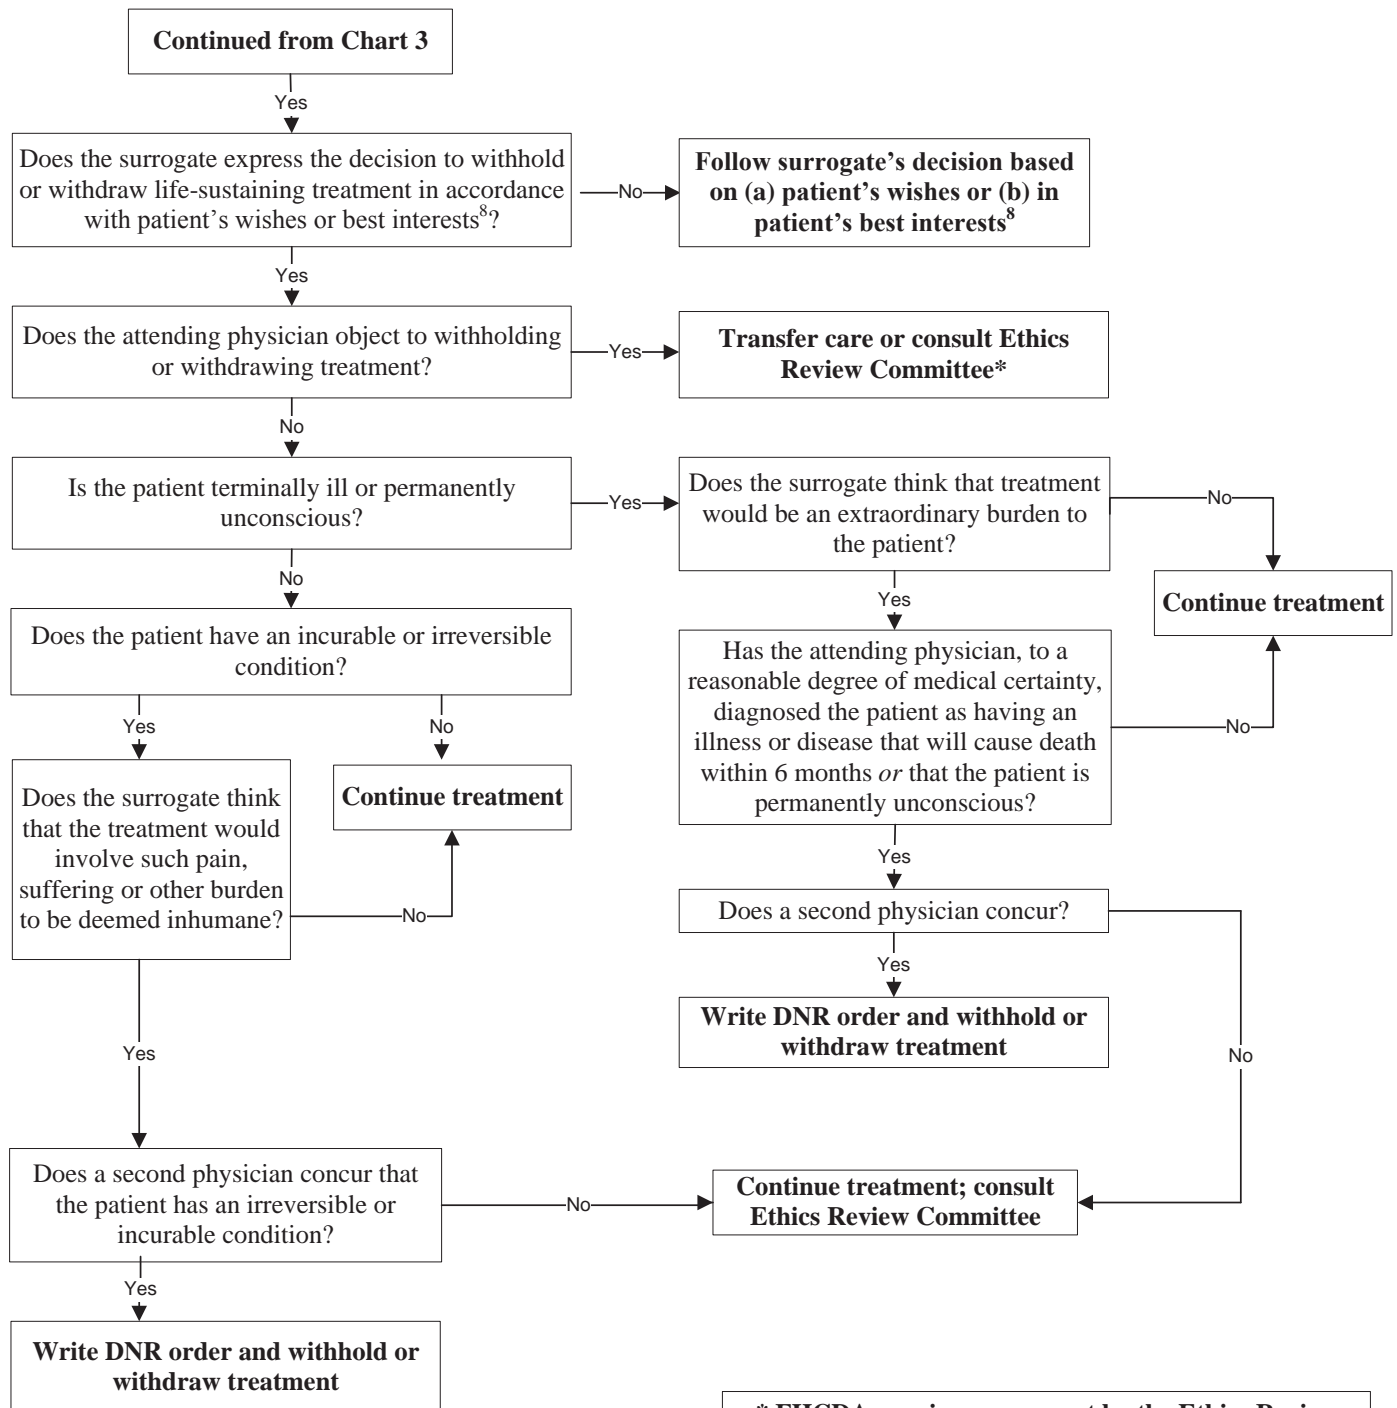 Continued from Chart 3
Yes
Does the surrogate express the decision to withhold
or withdraw life-sustaining treatment in accordance
with patient's wishes or best interests8?
No
Follow surrogate's decision based
on (a) patient's wishes or (b) in
patient's best interests8
Yes
Does the attending physician object to withholding
or withdrawing treatment?
Yes
Transfer care or consult Ethics
Review Committee*
No
Is the patient terminally ill or permanently
unconscious?
Yes
Does the surrogate think that treatment
would be an extraordinary burden to
the patient?
No
Continue treatment
No
Does the patient have an incurable or irreversible
condition?
Yes
Has the attending physician, to a
reasonable degree of medical certainty,
diagnosed the patient as having an
illness or disease that will cause death
within 6 months or that the patient is
permanently unconscious?
No
Yes
No
Does the surrogate think
that the treatment would
involve such pain,
suffering or other burden
to be deemed inhumane?
Continue treatment
No
Yes
Does a second physician concur?
Yes
Write DNR order and withhold or
withdraw treatment
No
Yes
Does a second physician concur that
the patient has an irreversible or
incurable condition?
No
Continue treatment; consult
Ethics Review Committee
Yes
Write DNR order and withhold or
withdraw treatment